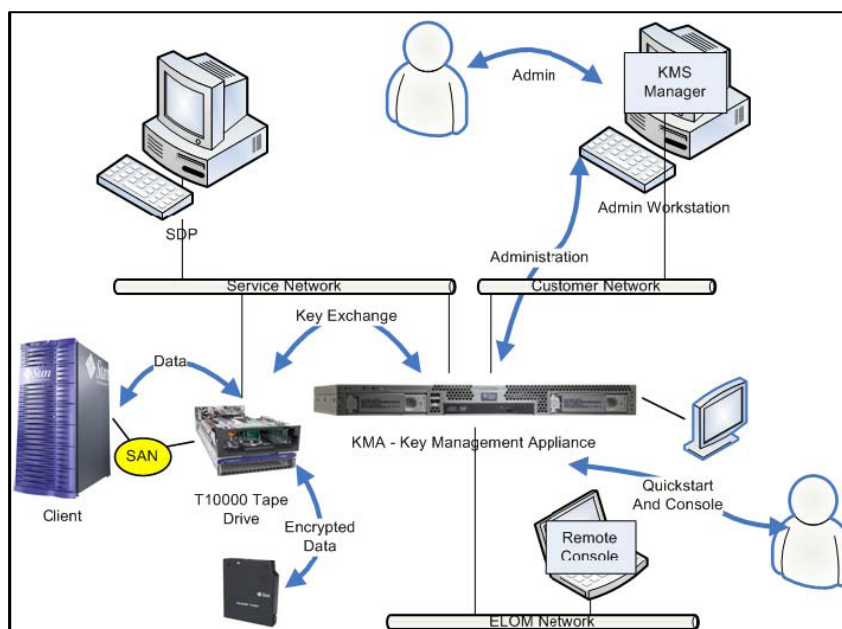 Admin
KMS
Manager
SDP
Admin Workstation
Administration
Service Network
Customer Network
Key Exchange
Data
Sun
SAN
KMA - Key Management Appliance
Client
T10000 Tape
Drive
Encrypted
Data
Quickstart
And Console
Remote
Console
ELOM Network